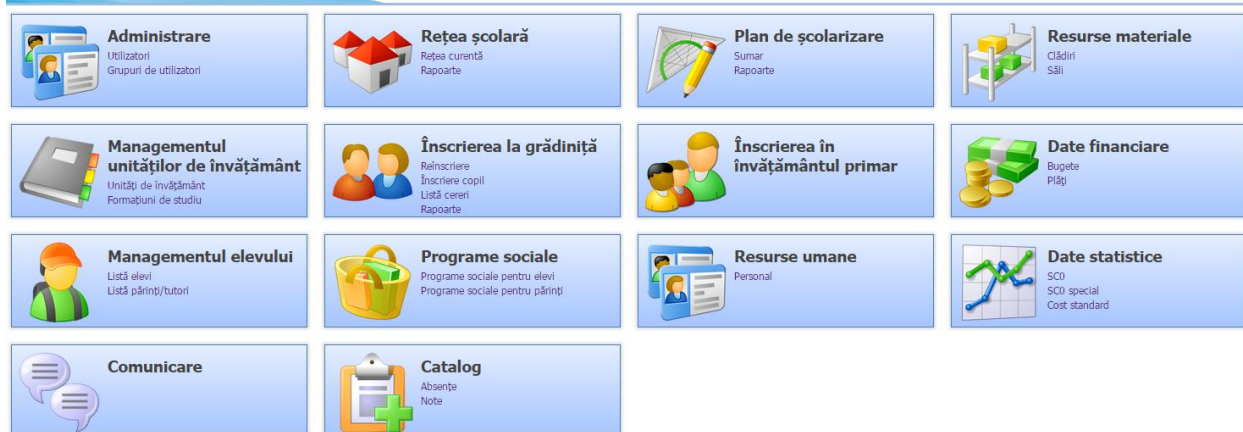 Administrare
Utilizatori
Grupuri de utilizatori
Rețea școlară
Rețea curentă
Rapoarte
Plan de școlarizare
Sumar
Rapoarte
Resurse materiale
Clădiri
Săli
Managementul
unităților de învățământ
Unități de învățământ
Formațiuni de studiu
Înscrierea la grădiniță
Reînscriere
Înscriere copil
Listă cereri
Rapoarte
Înscrierea în
învățământul primar
Date financiare
Bugete
Plăți
Managementul elevului
Listă elevi
Listă părinți/tutori
Programe sociale
Programe sociale pentru elevi
Programe sociale pentru părinți
Resurse umane
Personal
Date statistice
SC0
SC0 special
Cost standard
Comunicare
Catalog
Absențe
Note